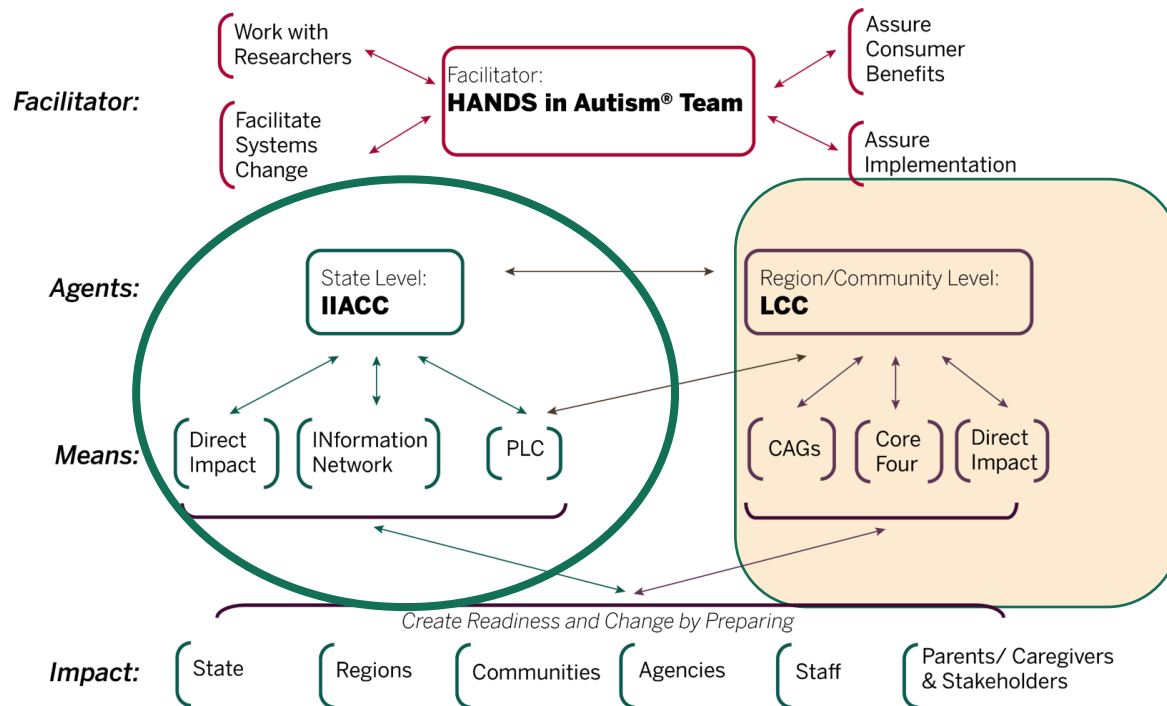 Facilitator:
Work with
Researchers
Facilitate
Systems
Change
Facilitator:
HANDS in Autism® Team
Assure
Consumer
Benefits
Assure
Implementation
Agents:
State Level:
IIACC
Region/Community Level:
LCC
Means:
Direct
Impact
INformation
Network
PLC
CAGs
Core
Four
Direct
Impact
Create Readiness and Change by Preparing
Impact:
State
Regions
Communities
Agencies
Staff
Parents/ Caregivers
& Stakeholders